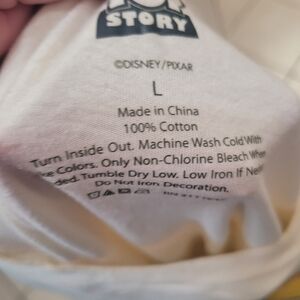 TOY
STORY
©DISNEY/PIXAR
L
Made in China
100% Cotton
Turn Inside Out. Machine Wash Cold With
Colors. Only Non-Chlorine Bleach When
Tumble Dry Low. Low Iron If
Do Not Iron Decoration.